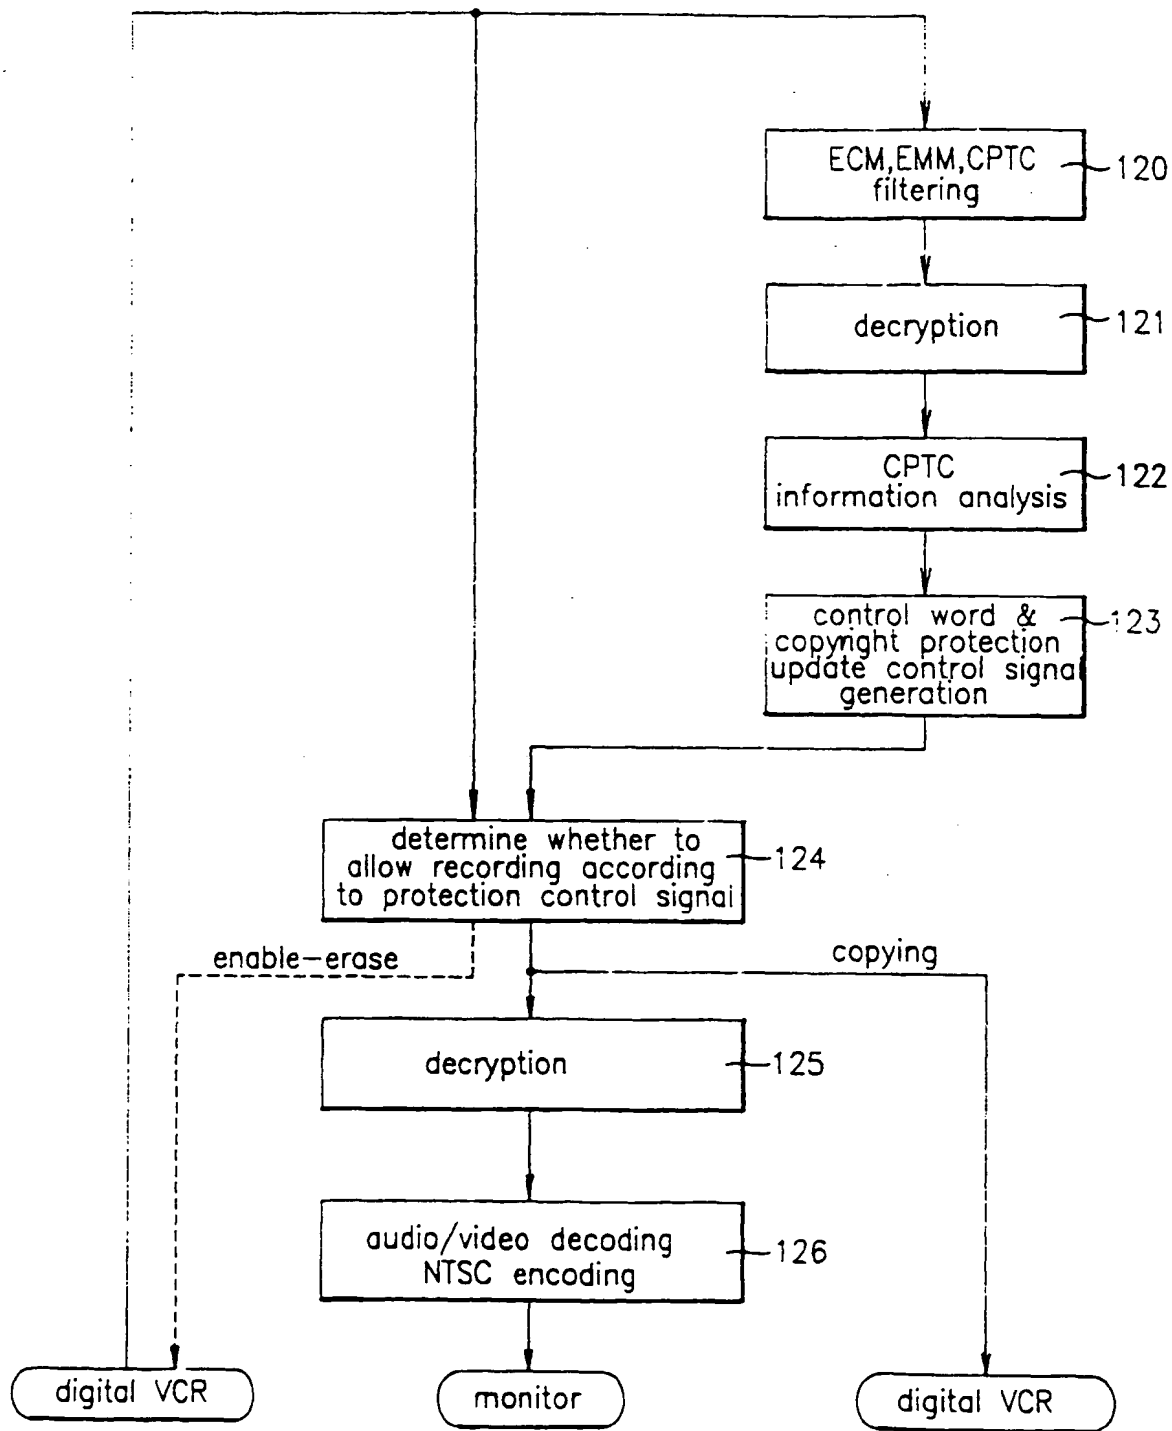 ECM,EMM,CPTC
filtering
120
decryption
121
CPTC
information analysis
122
control word &
copyright protection
update control signal
generation
123
determine whether to
allow recording according
to protection control signal
124
enable-erase
copying
decryption
125
audio/video decoding
NTSC encoding
126
digital VCR
monitor
digital VCR